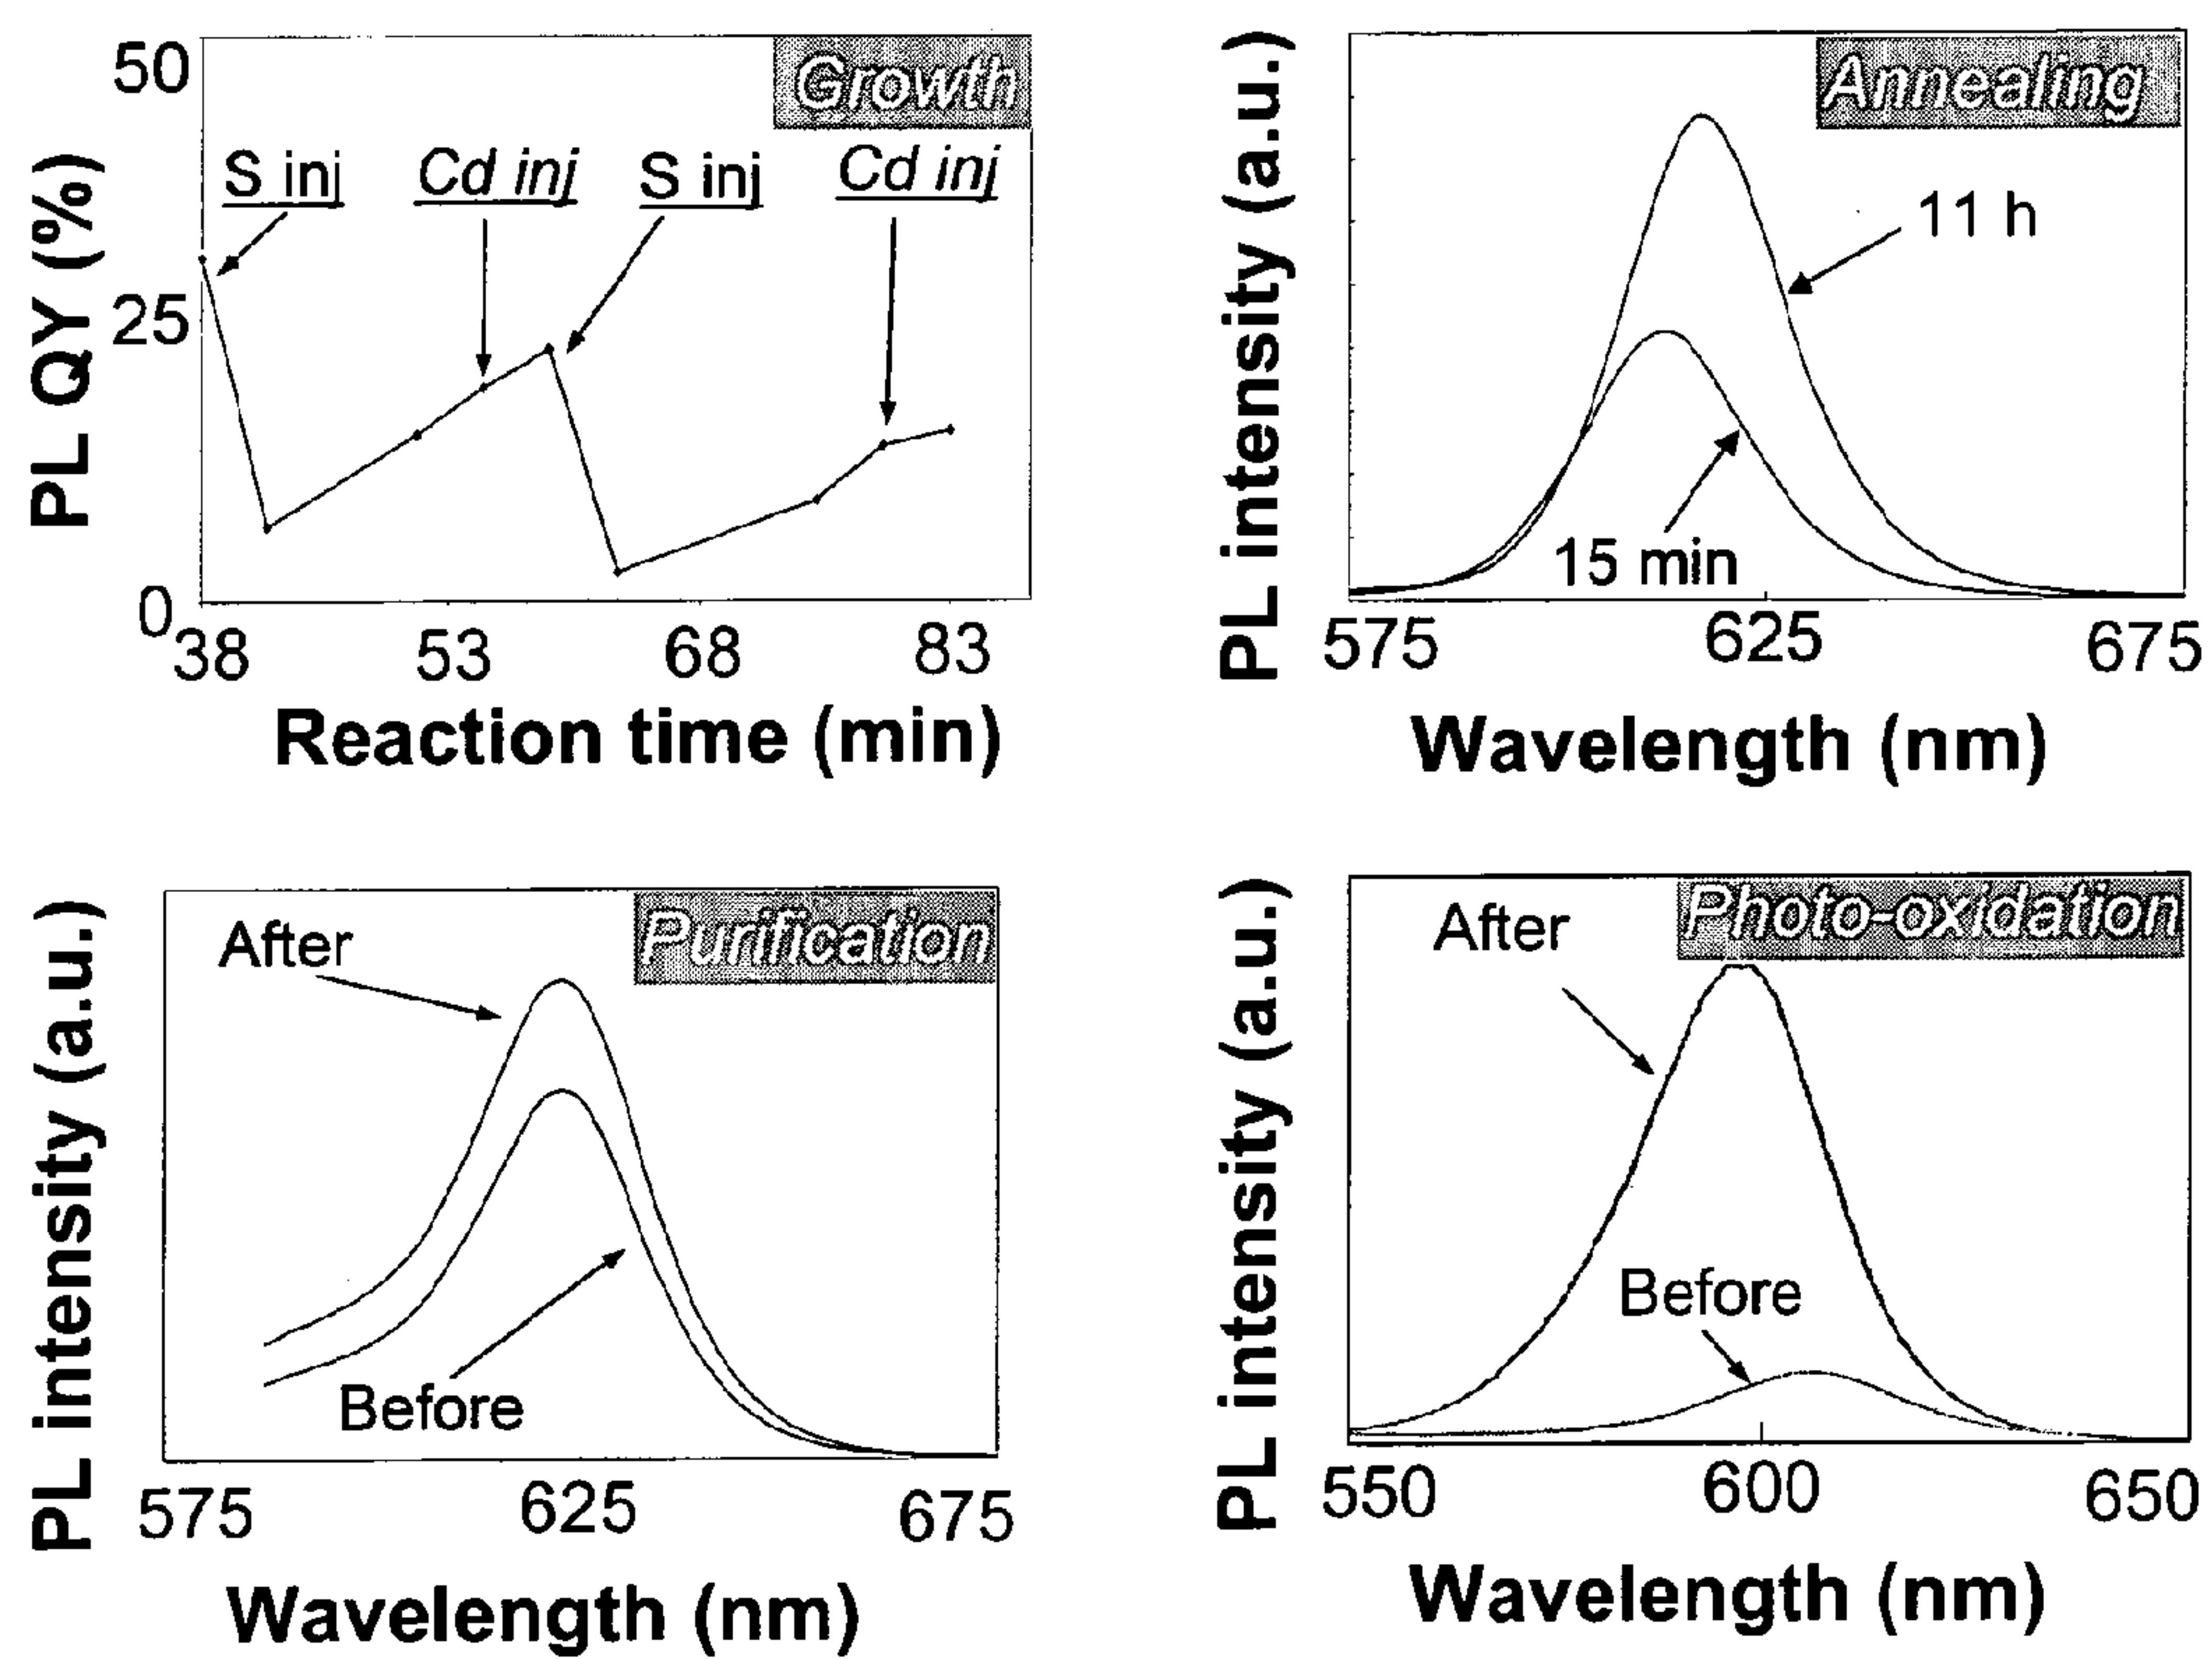 Growth
PL QY (%)
50
25
0
S inj
Cd inj
S inj
Cd inj
38
53
68
83
Reaction time (min)
Annealing
PL intensity (a.u.)
11 h
15 min
575
625
675
Wavelength (nm)
Purification
PL intensity (a.u.)
After
Before
575
625
675
Wavelength (nm)
Photo-oxidation
PL intensity (a.u.)
After
Before
550
600
650
Wavelength (nm)